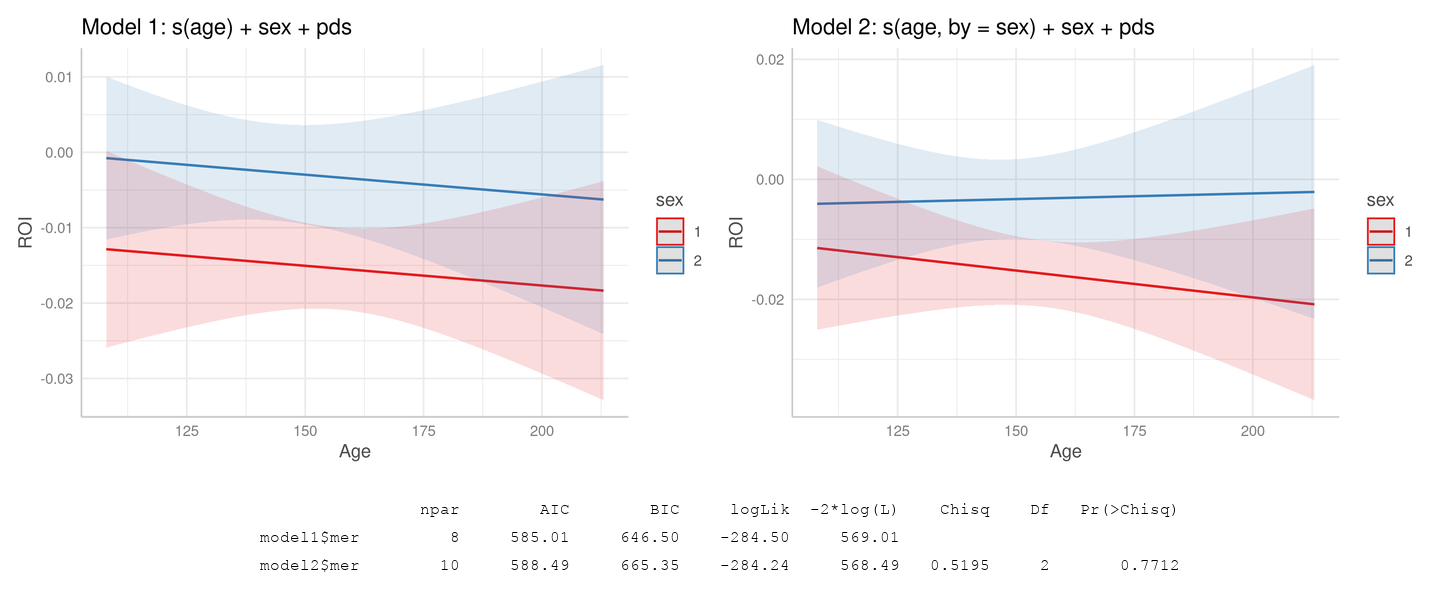 Model 1: s(age) + sex + pds
0.01
0.00
-0.01
-0.02
-0.03
ROI
125 150 175 200
Age
sex
1
2
Model 2: s(age, by = sex) + sex + pds
0.02
0.00
-0.02
ROI
125 150 175 200
Age
sex
1
2
npar AIC BIC logLik -2*log(L) Chisq Df Pr(>Chisq)
model1$mer 8 585.01 646.50 -284.50 569.01
model2$mer 10 588.49 665.35 -284.24 568.49 0.5195 2 0.7712